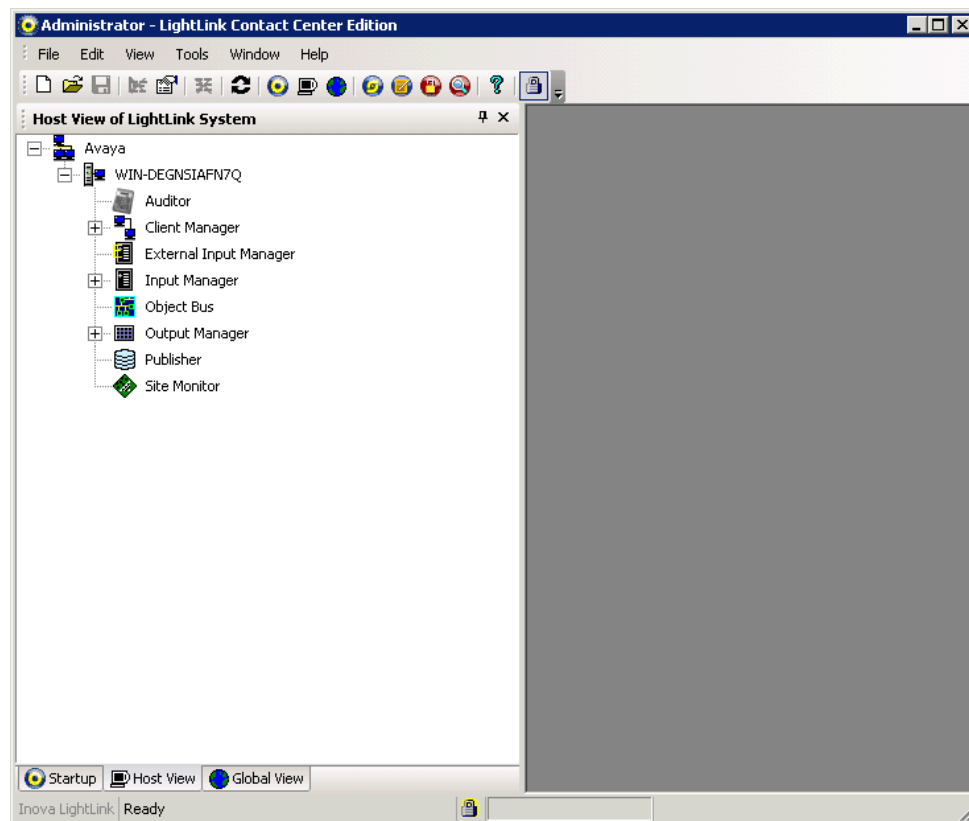 Administrator - LightLink Contact Center Edition
File Edit View Tools Window Help
Host View of LightLink System
Avaya
WIN-DEGNSIAFN7Q
Auditor
Client Manager
External Input Manager
Input Manager
Object Bus
Output Manager
Publisher
Site Monitor
Startup Host View Global View
Inova LightLink Ready